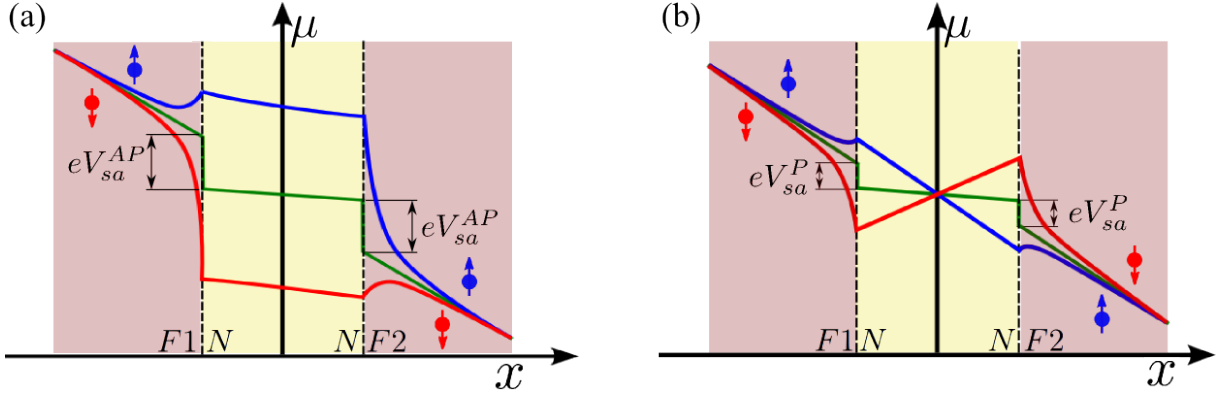 (a)
μ
eV_{sa}^{AP}
eV_{sa}^{AP}
F1 N
N F2
x
(b)
μ
eV_{sa}^{P}
eV_{sa}^{P}
F1 N
N F2
x